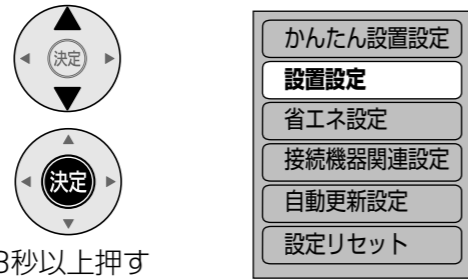 決定
決定
3秒以上押す
かんたん設置設定
設置設定
省エネ設定
接続機器関連設定
自動更新設定
設定リセット